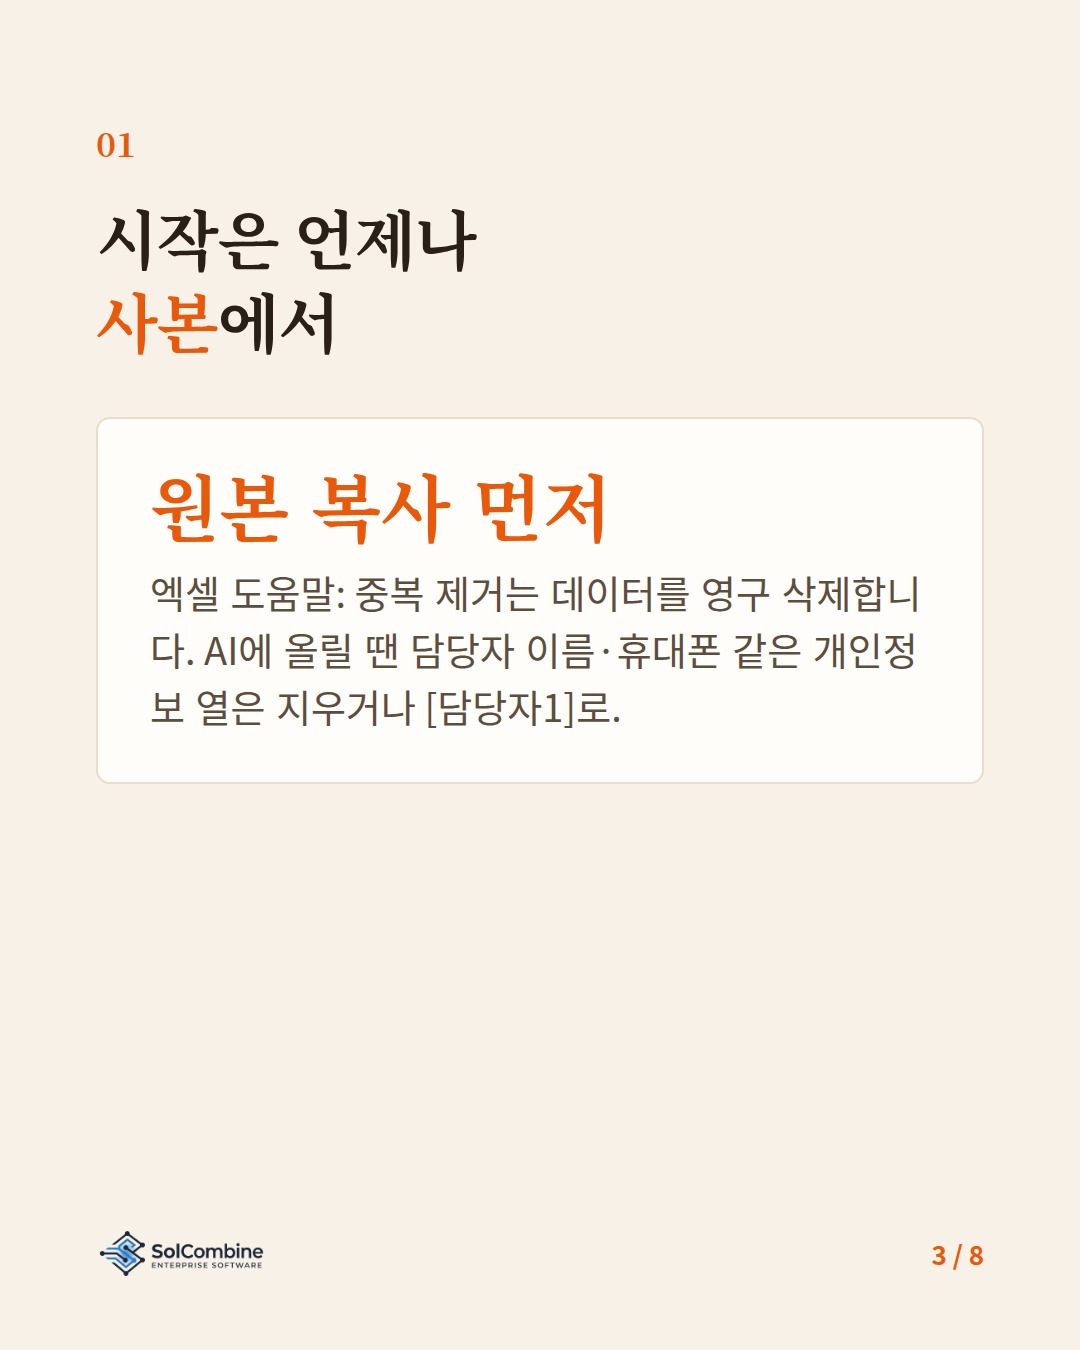 01
시작은 언제나
사본에서
원본 복사 먼저
엑셀 도움말: 중복 제거는 데이터를 영구 삭제합니
다. AI에 올릴 땐 담당자 이름·휴대폰 같은 개인정
보 열은 지우거나 [담당자1]로.
SolCombine
ENTERPRISE SOFTWARE
3 / 8